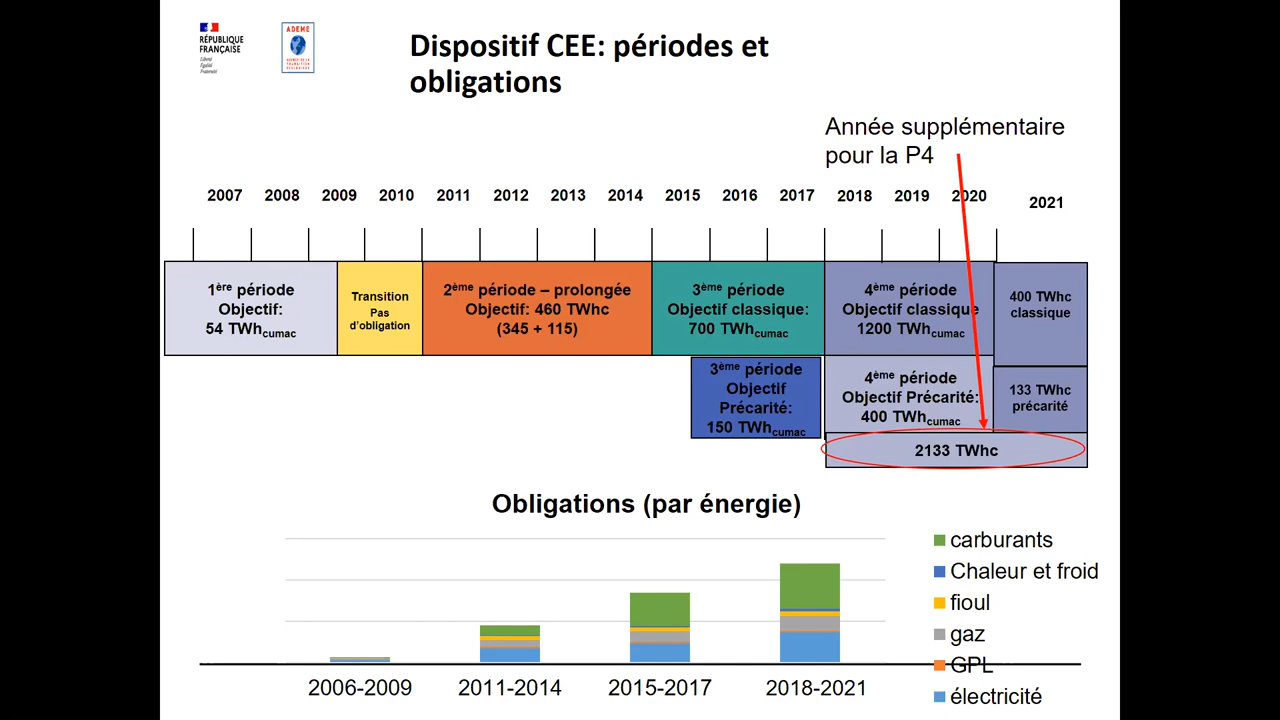 RÉPUBLIQUE
FRANÇAISE
Liberté
Égalité
Fraternité
ADEME
Dispositif CEE: périodes et
obligations
Année supplémentaire
pour la P4
2007 2008 2009 2010 2011 2012 2013 2014 2015 2016 2017 2018 2019 2020 2021
1ère période
Objectif:
54 TWhcumac
Transition
Pas
d’obligation
2ème période – prolongée
Objectif: 460 TWhc
(345 + 115)
3ème période
Objectif classique:
700 TWhcumac
4ème période
Objectif classique
1200 TWhcumac
400 TWhc
classique
3ème période
Objectif
Précarité:
150 TWhcumac
4ème période
Objectif Précarité:
400 TWhcumac
133 TWhc
précarité
2133 TWhc
Obligations (par énergie)
carburants
Chaleur et froid
fioul
gaz
GPL
électricité
2006-2009 2011-2014 2015-2017 2018-2021